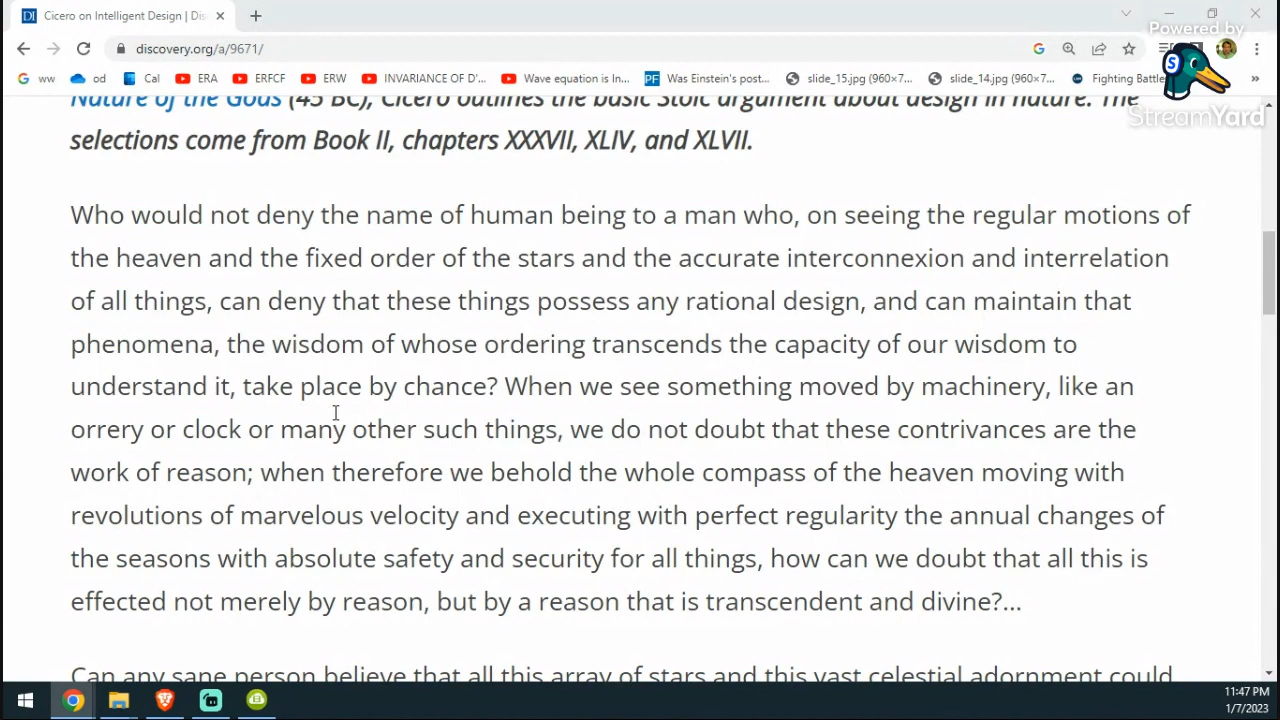 Cicero on Intelligent Design | Dis
Powered by
discovery.org/a/9671/
ww
od
Cal
ERA
ERFCF
ERW
INVARIANCE OF D'...
Wave equation is In...
Was Einstein's post...
slide_15.jpg (960×7...
slide_14.jpg (960×7...
Fighting Battle
»
StreamYard
Nature of the Gods (45 BC), Cicero outlines the basic Stoic argument about design in nature. The
selections come from Book II, chapters XXXVII, XLIV, and XLVII.
Who would not deny the name of human being to a man who, on seeing the regular motions of
the heaven and the fixed order of the stars and the accurate interconnexion and interrelation
of all things, can deny that these things possess any rational design, and can maintain that
phenomena, the wisdom of whose ordering transcends the capacity of our wisdom to
understand it, take place by chance? When we see something moved by machinery, like an
orrery or clock or many other such things, we do not doubt that these contrivances are the
work of reason; when therefore we behold the whole compass of the heaven moving with
revolutions of marvelous velocity and executing with perfect regularity the annual changes of
the seasons with absolute safety and security for all things, how can we doubt that all this is
effected not merely by reason, but by a reason that is transcendent and divine?...
Can any sane person believe that all this array of stars and this vast celestial adornment could
11:47 PM
1/7/2023